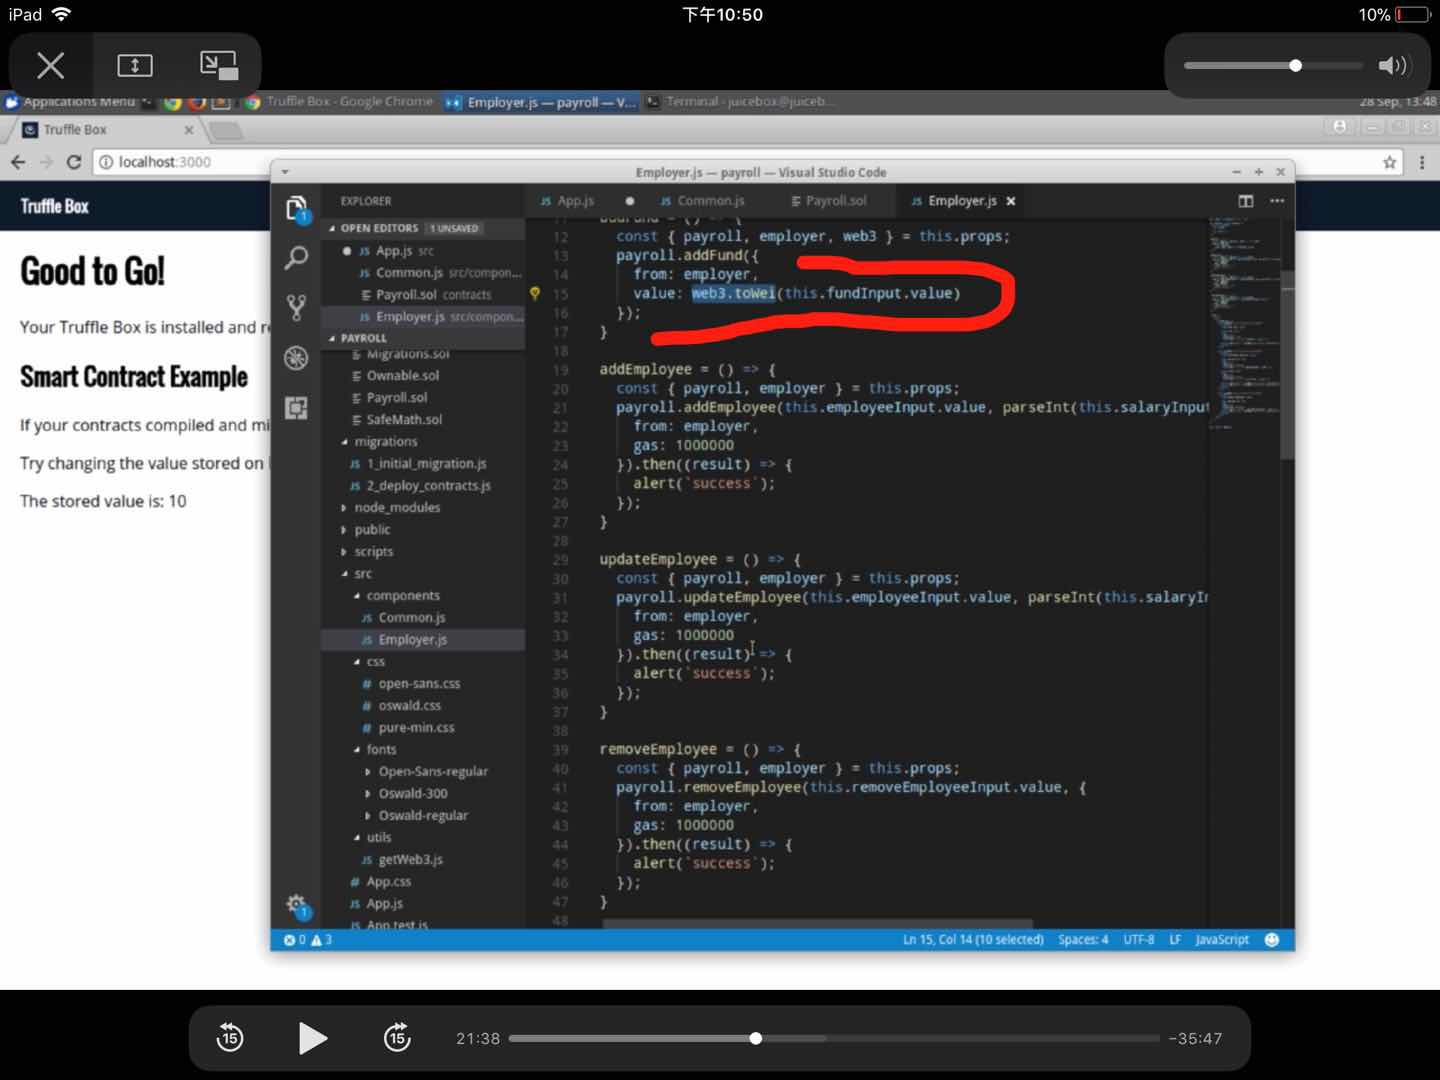 iPad
下午10:50
10%
Applications Menu
Truffle Box - Google Chrome
Employer.js — payroll — V...
Terminal - juicebox@juiceb...
28 Sep, 13:48
Truffle Box
localhost:3000
Truffle Box
Good to Go!
Your Truffle Box is installed and re
Smart Contract Example
If your contracts compiled and mi
Try changing the value stored on
The stored value is: 10
Employer.js — payroll — Visual Studio Code
EXPLORER
OPEN EDITORS 1 UNSAVED
App.js src
Common.js src/compon...
Payroll.sol contracts
Employer.js src/compon...
PAYROLL
Migrations.sol
Ownable.sol
Payroll.sol
SafeMath.sol
migrations
1_initial_migration.js
2_deploy_contracts.js
node_modules
public
scripts
src
components
Common.js
Employer.js
css
open-sans.css
oswald.css
pure-min.css
fonts
Open-Sans-regular
Oswald-300
Oswald-regular
utils
getWeb3.js
App.css
App.js
App.test.js
App.js
Common.js
Payroll.sol
Employer.js
11 addFund = () => {
12 const { payroll, employer, web3 } = this.props;
13 payroll.addFund({
14 from: employer,
15 value: web3.toWei(this.fundInput.value)
16 });
17 }
18
19 addEmployee = () => {
20 const { payroll, employer } = this.props;
21 payroll.addEmployee(this.employeeInput.value, parseInt(this.salaryInput
22 from: employer,
23 gas: 1000000
24 }).then((result) => {
25 alert(`success`);
26 });
27 }
28
29 updateEmployee = () => {
30 const { payroll, employer } = this.props;
31 payroll.updateEmployee(this.employeeInput.value, parseInt(this.salaryIn
32 from: employer,
33 gas: 1000000
34 }).then((result) => {
35 alert(`success`);
36 });
37 }
38
39 removeEmployee = () => {
40 const { payroll, employer } = this.props;
41 payroll.removeEmployee(this.removeEmployeeInput.value, {
42 from: employer,
43 gas: 1000000
44 }).then((result) => {
45 alert(`success`);
46 });
47 }
48
0 3
Ln 15, Col 14 (10 selected)
Spaces: 4
UTF-8
LF
JavaScript
15
15
21:38
-35:47